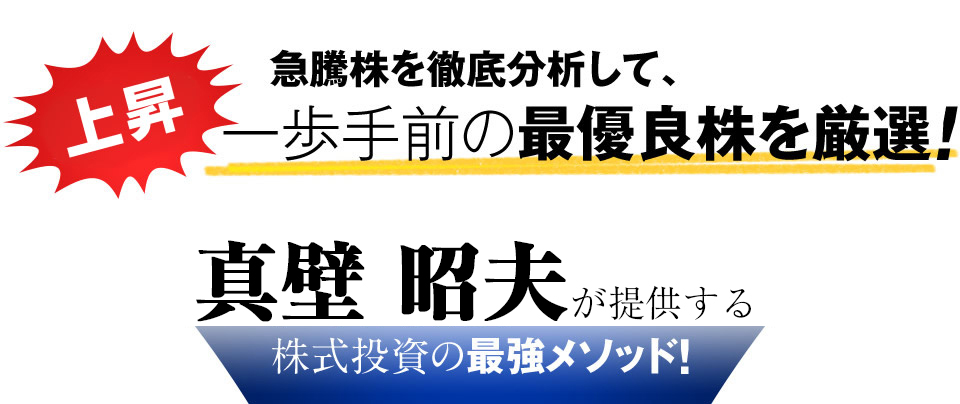 急騰株を徹底分析して、
上昇一歩手前の最優良株を厳選!
真壁 昭夫が提供する
株式投資の最強メソッド!